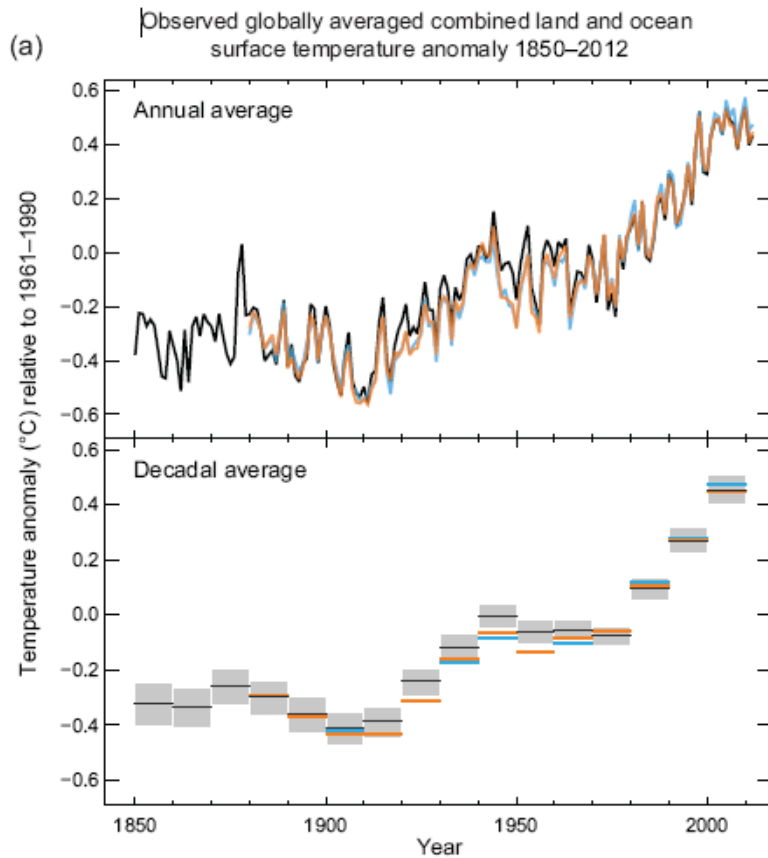 Observed globally averaged combined land and ocean
(a) surface temperature anomaly 1850–2012
0.6
Annual average
0.4
0.2
0.0
−0.2
−0.4
−0.6
Temperature anomaly (°C) relative to 1961–1990
0.6
Decadal average
0.4
0.2
0.0
−0.2
−0.4
−0.6
1850 1900 1950 2000
Year